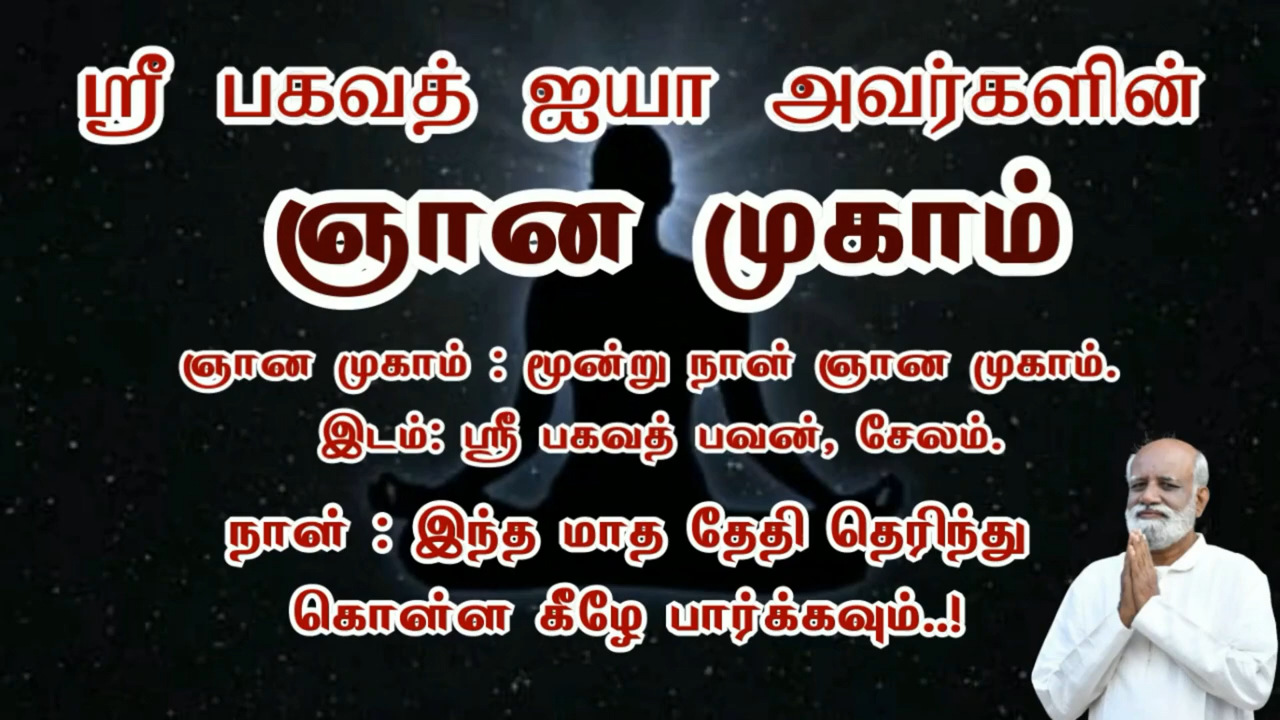 ஸ்ரீ பகவத் ஐயா அவர்களின்
ஞான முகாம்
ஞான முகாம் : மூன்று நாள் ஞான முகாம்.
இடம்: ஸ்ரீ பகவத் பவன், சேலம்.
நாள் : இந்த மாத தேதி தெரிந்து
கொள்ள கீழே பார்க்கவும்..!